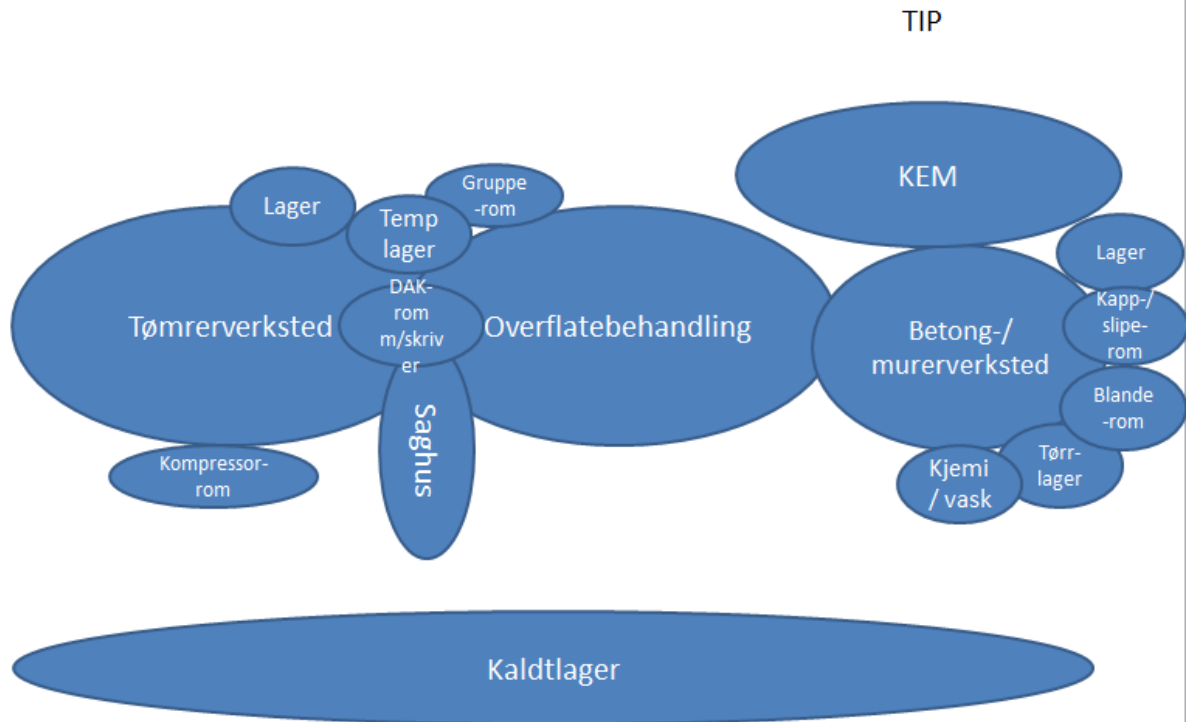 TIP
KEM
Gruppe
-rom
Lager
Temp
lager
Lager
DAK-
rom
m/skriv
er
Tømrerverksted
Overflatebehandling
Betong-/
murerverksted
Kapp-/
slipe-
rom
Blande
-rom
Saghus
Kompressor-
rom
Kjemi
/ vask
Tørr-
lager
Kaldtlager